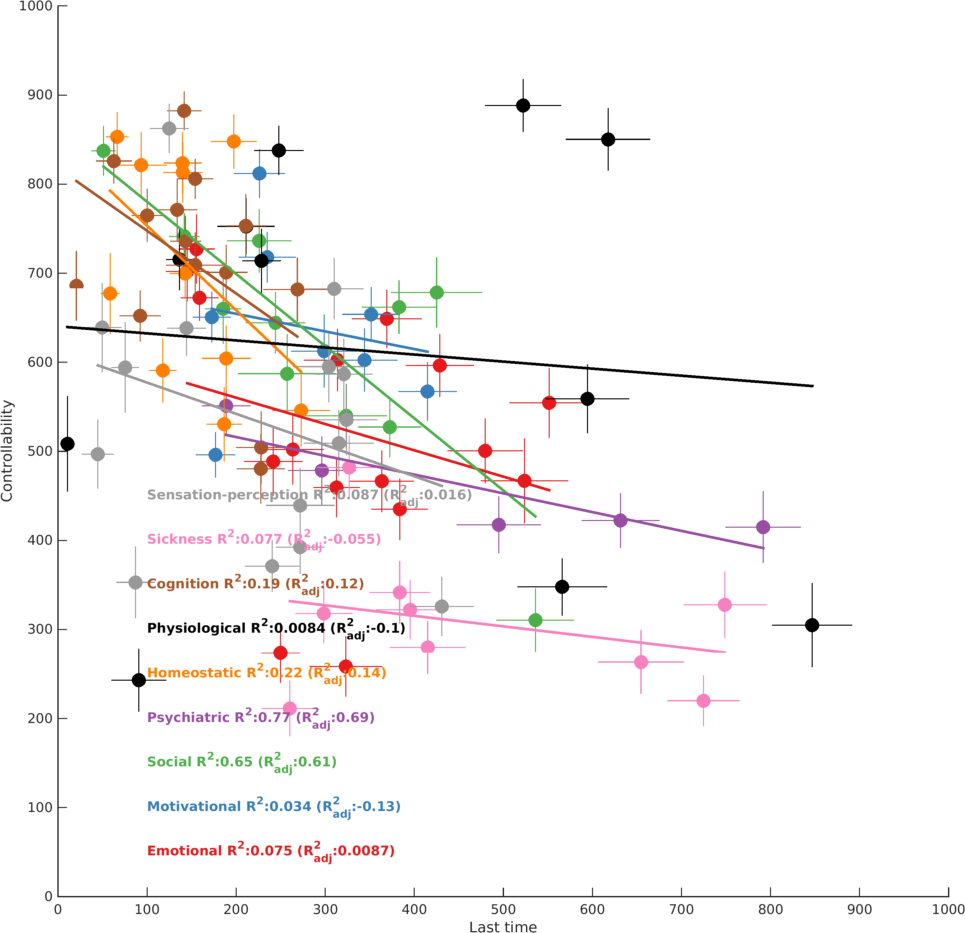 1000
900
800
700
600
500
400
300
200
100
0
Controllability
Sensation-perception R²:0.087 (R²adj:0.016)
Sickness R²:0.077 (R²adj:-0.055)
Cognition R²:0.19 (R²adj:0.12)
Physiological R²:0.0084 (R²adj:-0.1)
Homeostatic R²:0.22 (R²adj:0.14)
Psychiatric R²:0.77 (R²adj:0.69)
Social R²:0.65 (R²adj:0.61)
Motivational R²:0.034 (R²adj:-0.13)
Emotional R²:0.075 (R²adj:0.0087)
0 100 200 300 400 500 600 700 800 900 1000
Last time